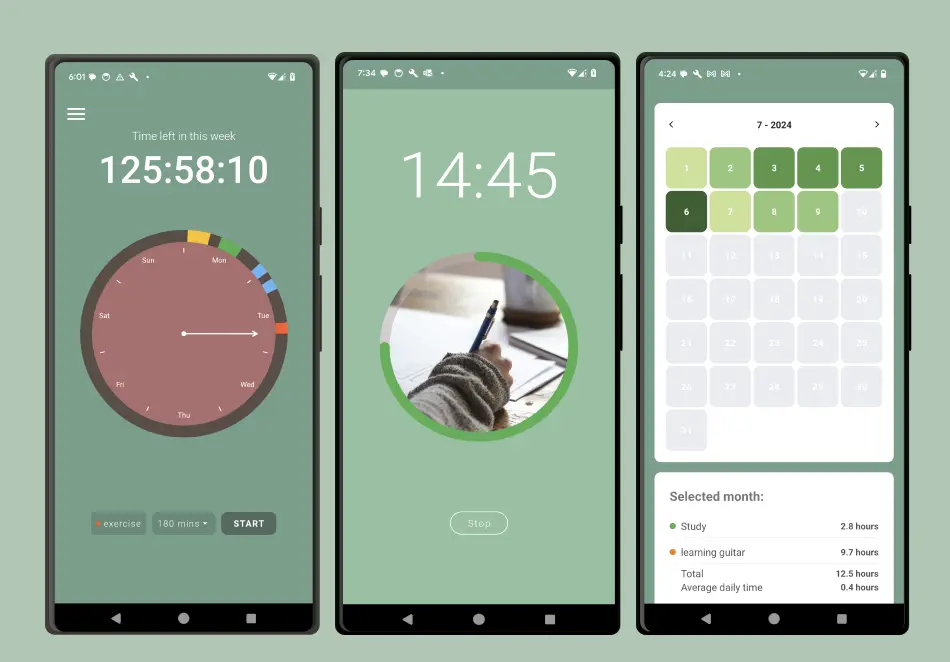 6:01
Time left in this week
125:58:10
Sun
Mon
Sat
Tue
Fri
Wed
Thu
exercise
180 mins
START
7:34
14:45
Stop
4:24
7 - 2024
1 2 3 4 5
6 7 8 9 10
11 12 13 14 15
16 17 18 19 20
21 22 23 24 25
26 27 28 29 30
31
Selected month:
Study 2.8 hours
learning guitar 9.7 hours
Total 12.5 hours
Average daily time 0.4 hours